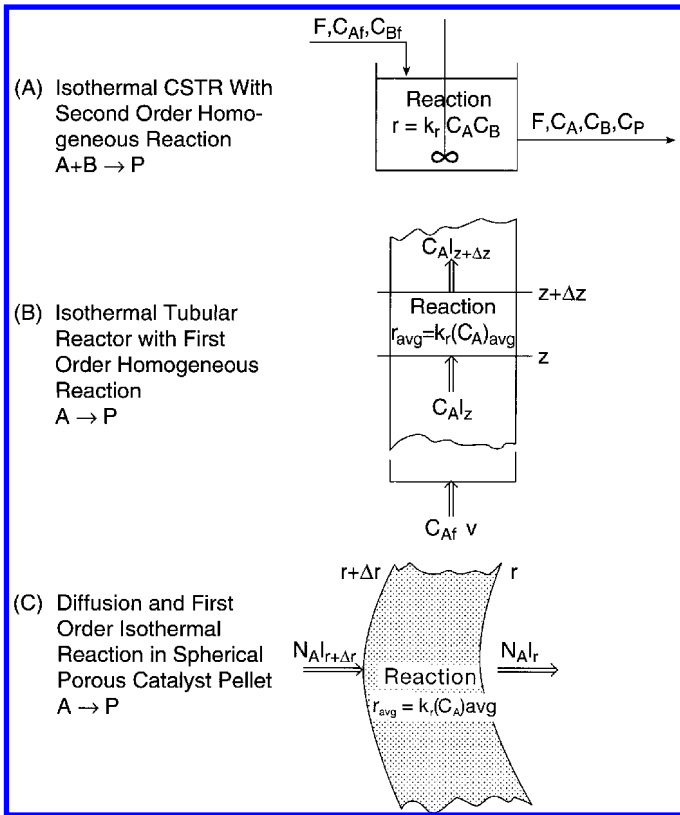 F,C_Af,C_Bf
(A) Isothermal CSTR With
Second Order Homo-
geneous Reaction
A+B → P
Reaction
r = k_r C_A C_B
∞
F,C_A,C_B,C_P
(B) Isothermal Tubular
Reactor with First
Order Homogeneous
Reaction
A → P
C_A|_z+Δz
z+Δz
Reaction
r_avg=k_r(C_A)_avg
z
C_A|_z
C_Af v
(C) Diffusion and First
Order Isothermal
Reaction in Spherical
Porous Catalyst Pellet
A → P
r+Δr
r
N_A|_r+Δr
N_A|_r
Reaction
r_avg = k_r(C_A)avg